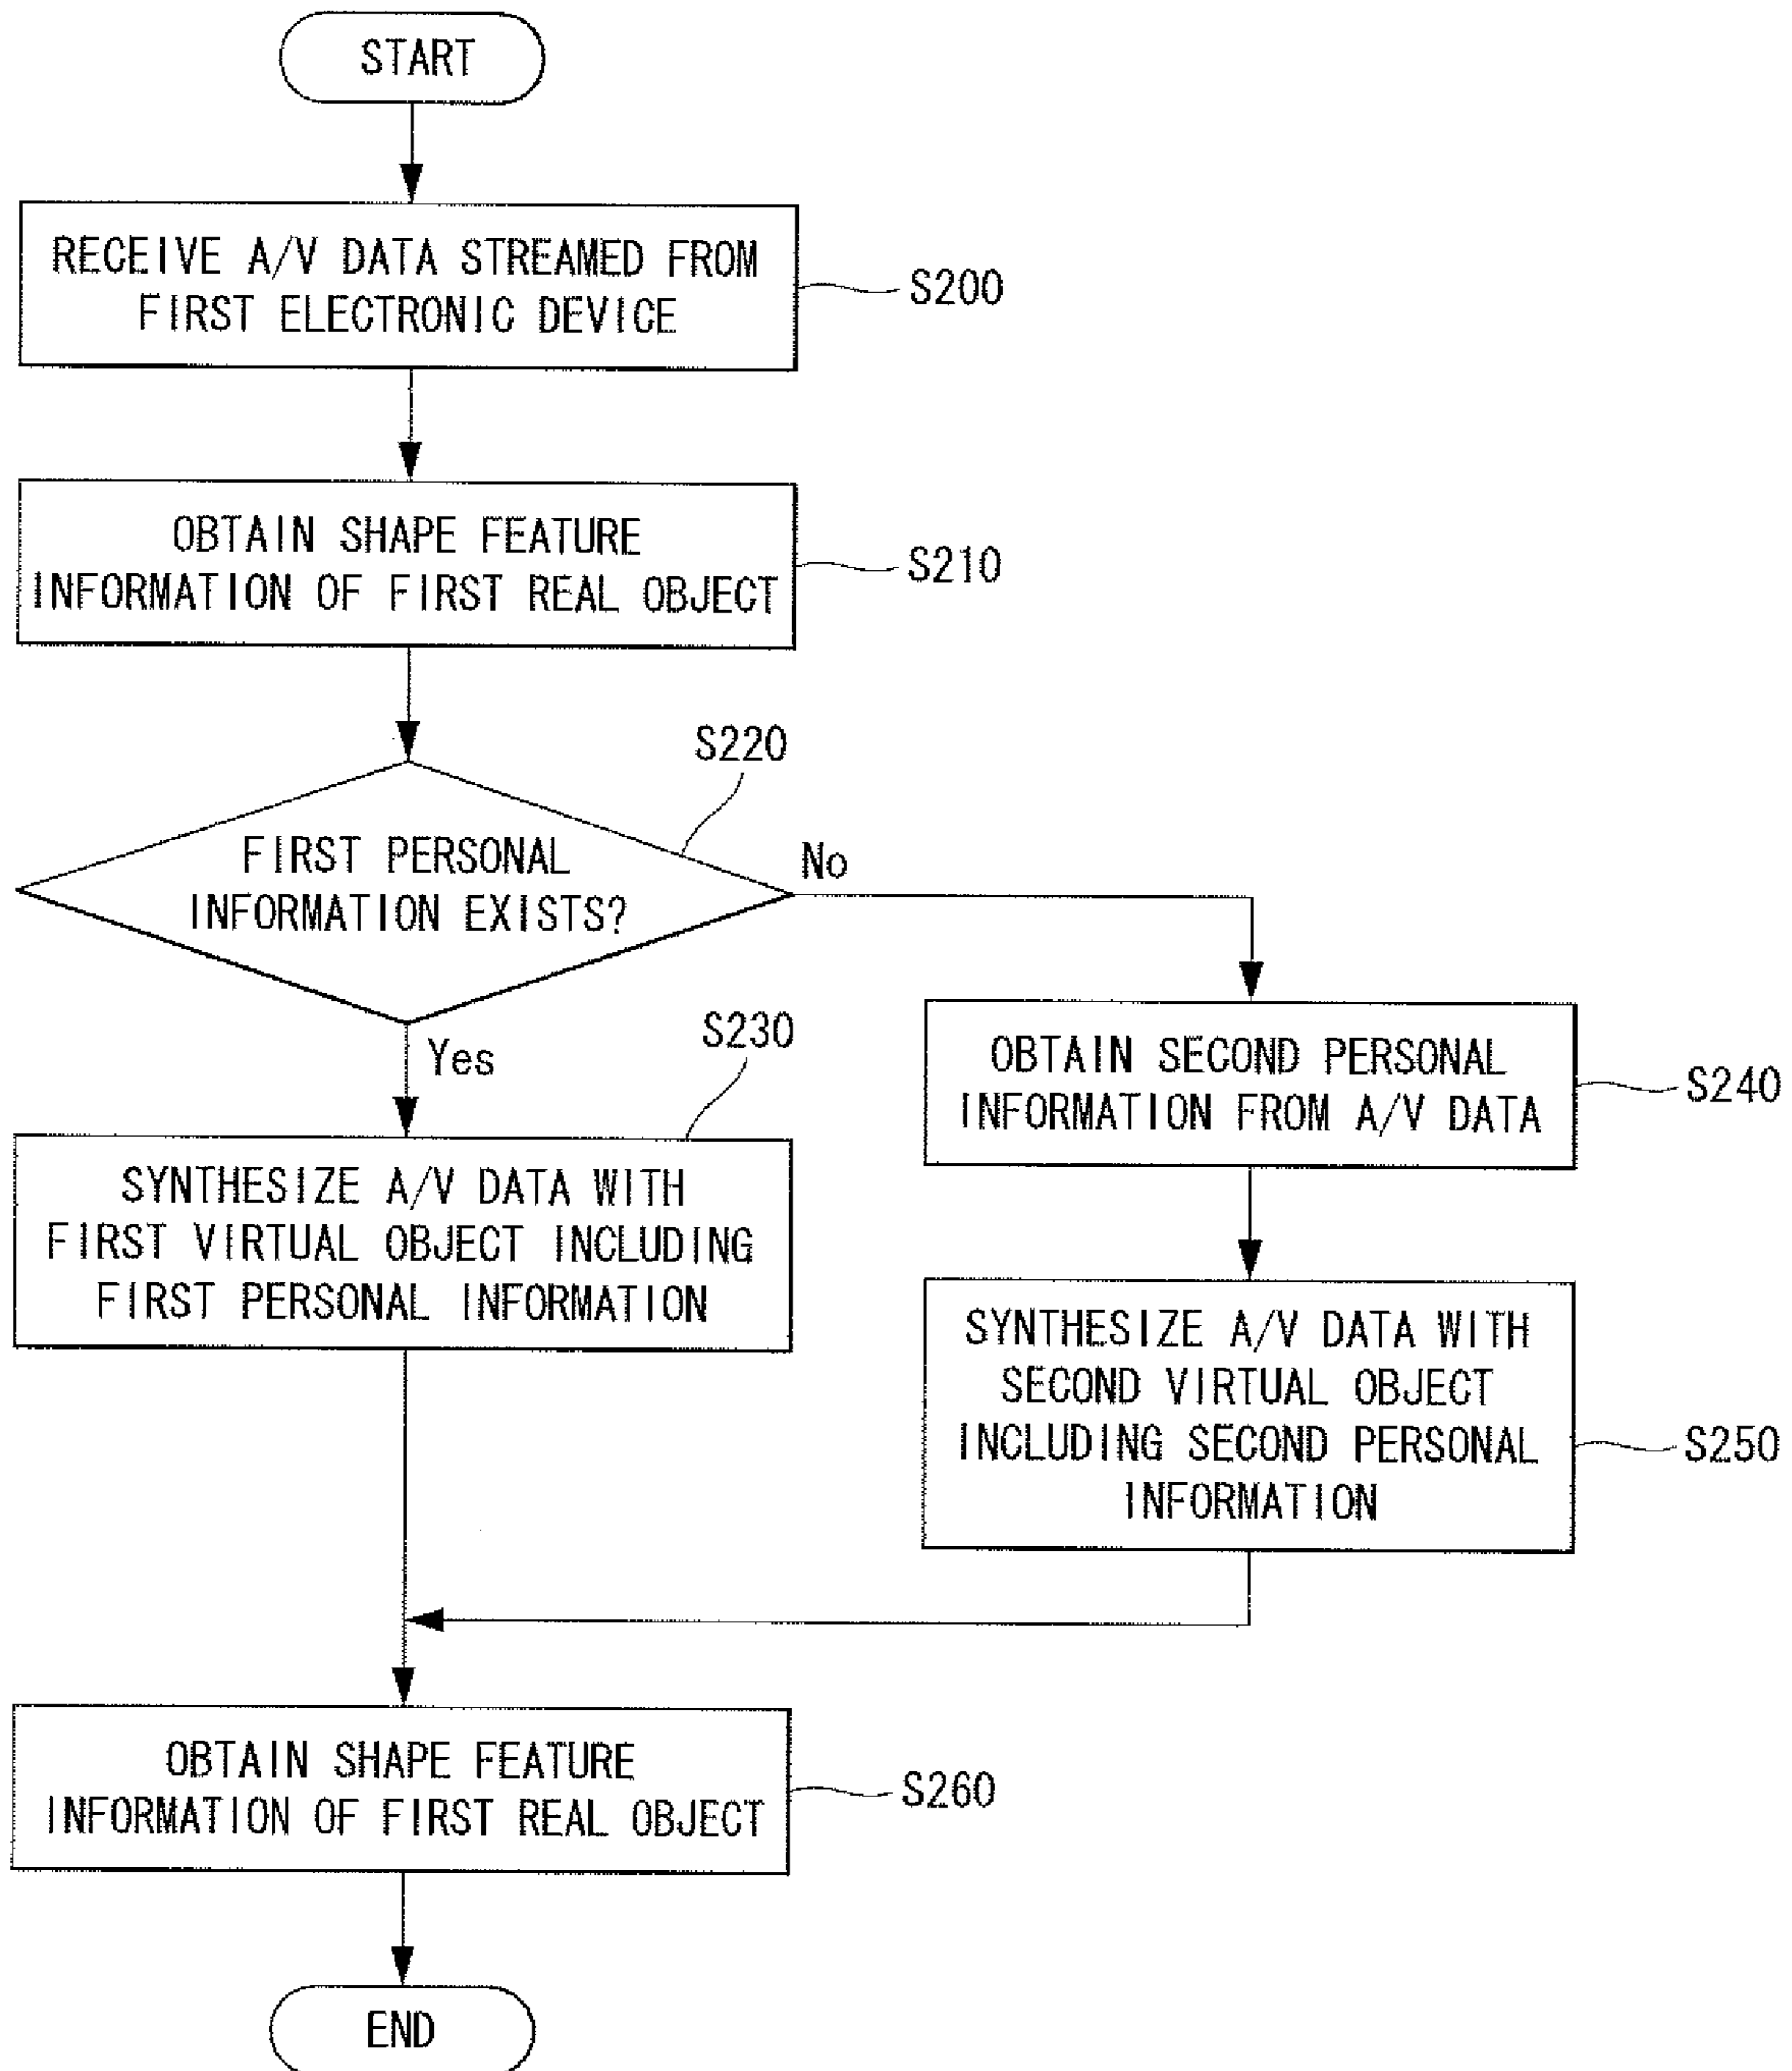 START
RECEIVE A/V DATA STREAMED FROM
FIRST ELECTRONIC DEVICE
S200
OBTAIN SHAPE FEATURE
INFORMATION OF FIRST REAL OBJECT
S210
S220
FIRST PERSONAL
INFORMATION EXISTS?
No
Yes
S230
SYNTHESIZE A/V DATA WITH
FIRST VIRTUAL OBJECT INCLUDING
FIRST PERSONAL INFORMATION
OBTAIN SECOND PERSONAL
INFORMATION FROM A/V DATA
S240
SYNTHESIZE A/V DATA WITH
SECOND VIRTUAL OBJECT
INCLUDING SECOND PERSONAL
INFORMATION
S250
OBTAIN SHAPE FEATURE
INFORMATION OF FIRST REAL OBJECT
S260
END